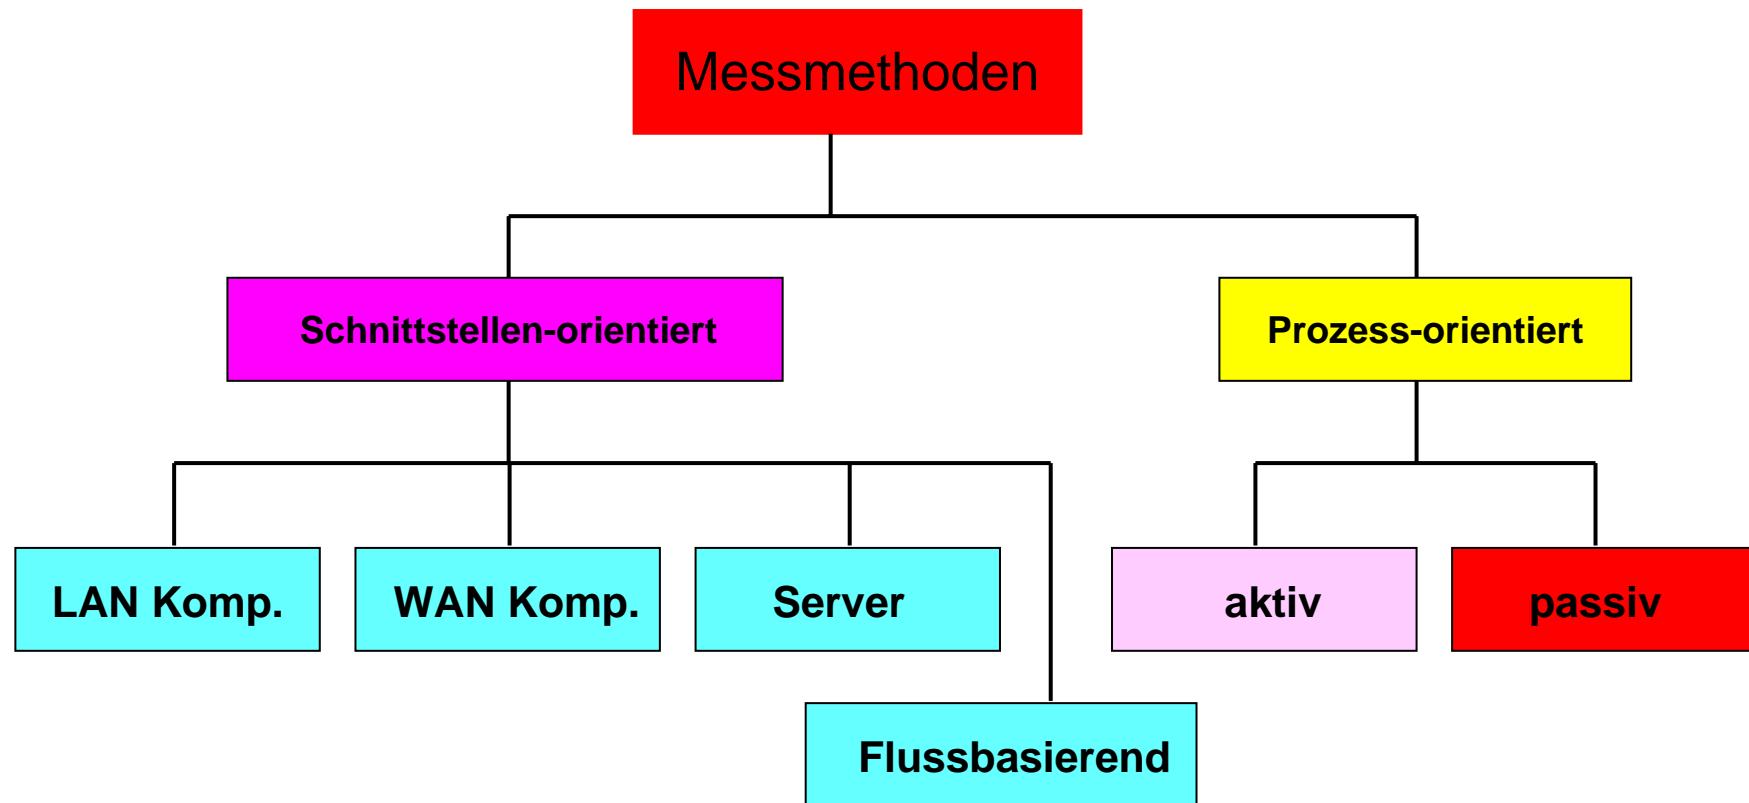 Messmethoden
Schnittstellen-orientiert
Prozess-orientiert
LAN Komp.
WAN Komp.
Server
aktiv
passiv
Flussbasierend